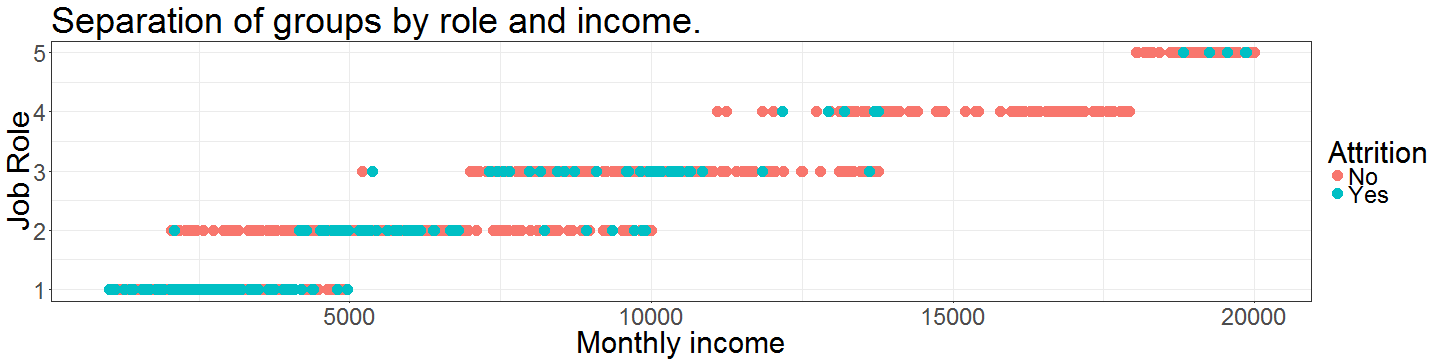 Separation of groups by role and income.
Job Role
5
4
3
2
1
5000
10000
15000
20000
Monthly income
Attrition
No
Yes